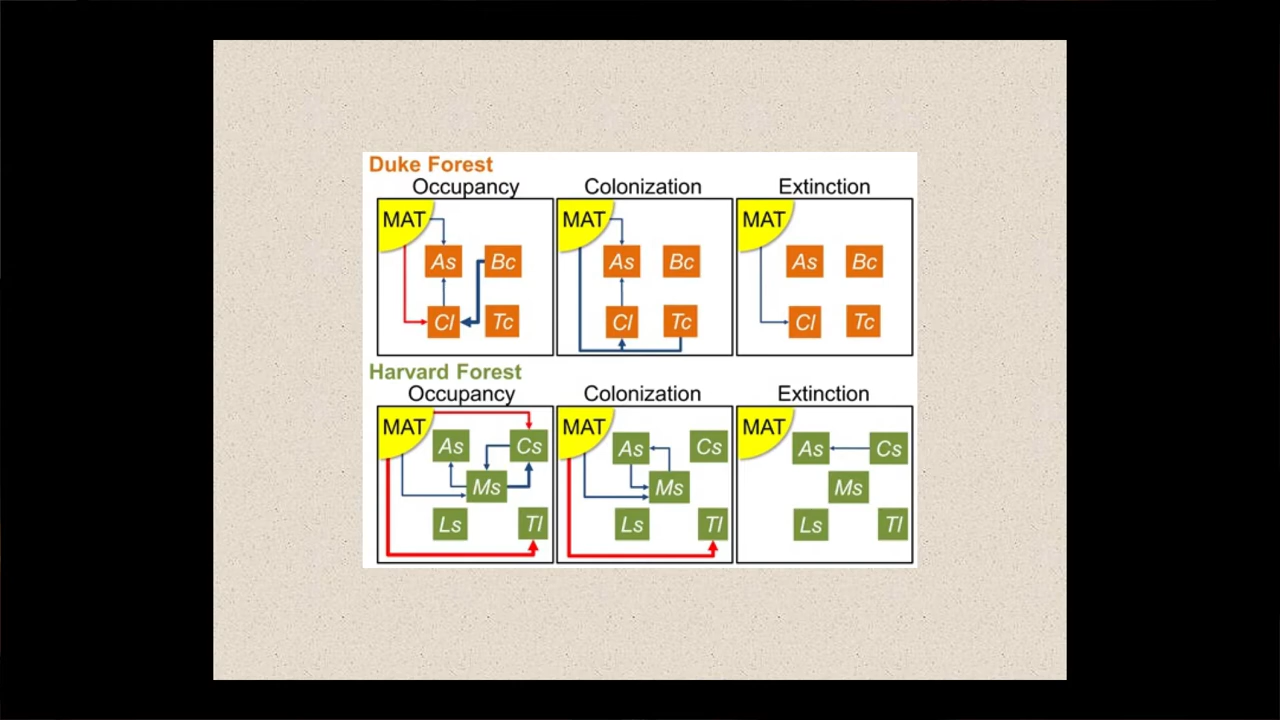 Duke Forest
Occupancy Colonization Extinction
MAT MAT MAT
As Bc As Bc As Bc
Cl Tc Cl Tc Cl Tc
Harvard Forest
Occupancy Colonization Extinction
MAT MAT MAT
As Cs As Cs As Cs
Ms Ms Ms
Ls Tl Ls Tl Ls Tl